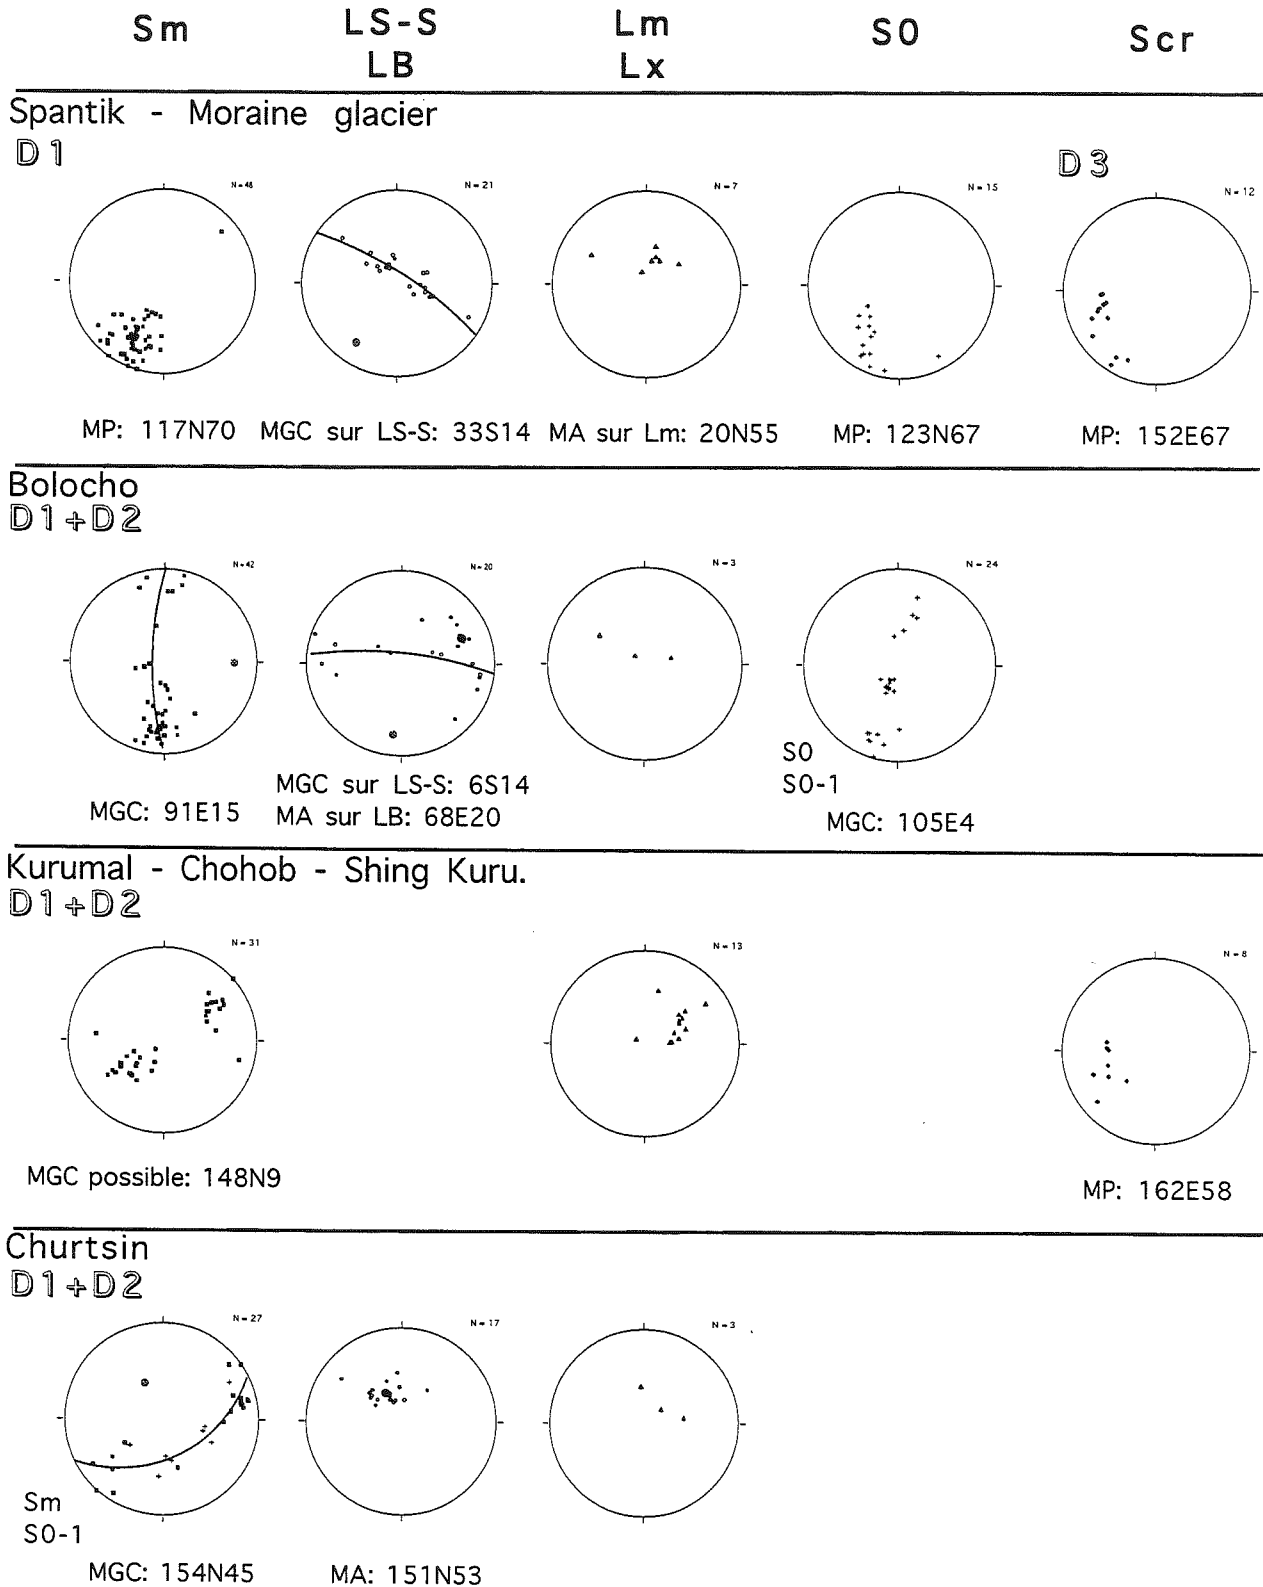 Sm LS-S Lm S0 Scr
LB Lx
Spantik - Moraine glacier
D1 D3
N=48 N=21 N=7 N=15 N=12
MP: 117N70 MGC sur LS-S: 33S14 MA sur Lm: 20N55 MP: 123N67 MP: 152E67
Bolocho
D1+D2
N=42 N=20 N=3 N=24
S0
S0-1
MGC sur LS-S: 6S14
MGC: 91E15 MA sur LB: 68E20 MGC: 105E4
Kurumal - Chohob - Shing Kuru.
D1+D2
N=31 N=13 N=8
MGC possible: 148N9 MP: 162E58
Churtsin
D1+D2
N=27 N=17 N=3
Sm
S0-1
MGC: 154N45 MA: 151N53